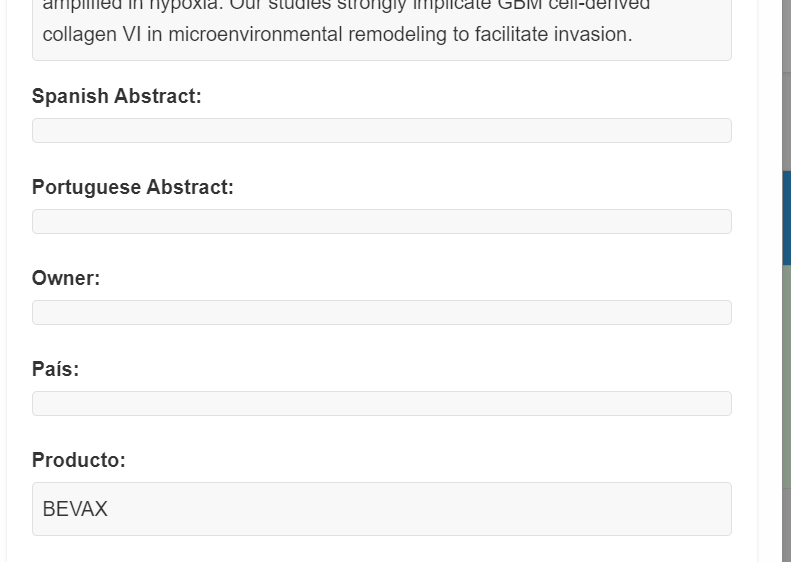 amplified in hypoxia. Our studies strongly implicate GBM cell-derived
collagen VI in microenvironmental remodeling to facilitate invasion.
Spanish Abstract:
Portuguese Abstract:
Owner:
País:
Producto:
BEVAX